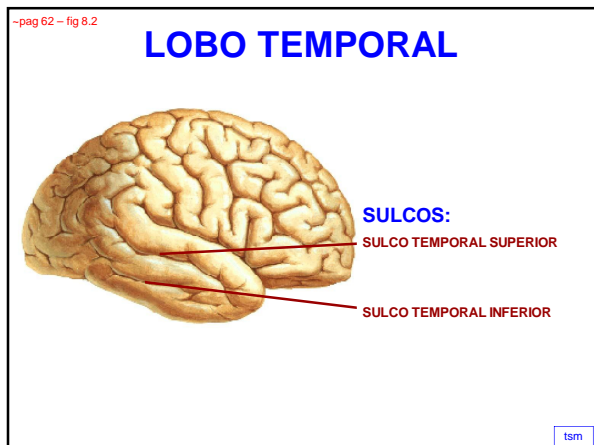 ~pag 62 – fig 8.2
LOBO TEMPORAL
SULCOS:
SULCO TEMPORAL SUPERIOR
SULCO TEMPORAL INFERIOR
tsm